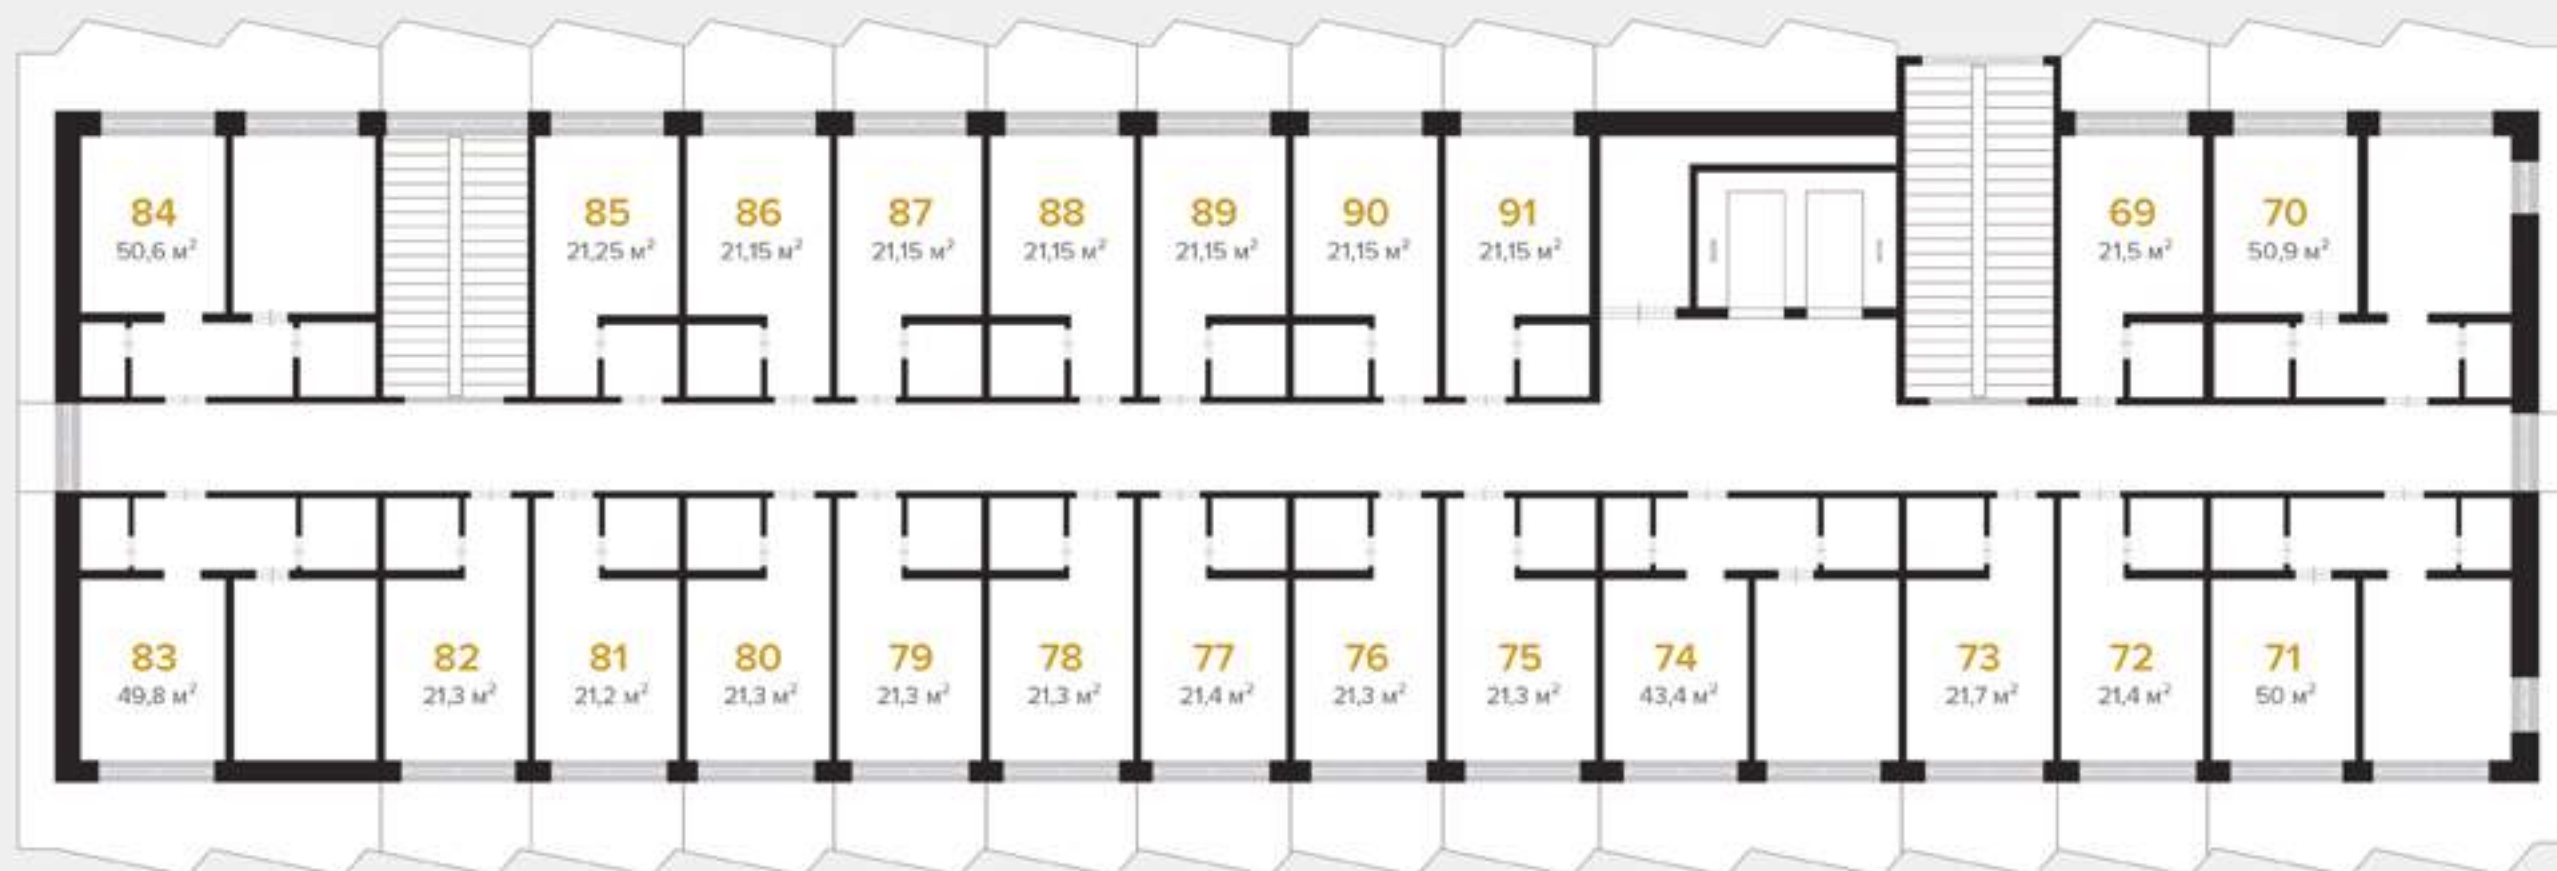 84
50,6 м²
85
21,25 м²
86
21,15 м²
87
21,15 м²
88
21,15 м²
89
21,15 м²
90
21,15 м²
91
21,15 м²
69
21,5 м²
70
50,9 м²
83
49,8 м²
82
21,3 м²
81
21,2 м²
80
21,3 м²
79
21,3 м²
78
21,3 м²
77
21,4 м²
76
21,3 м²
75
21,3 м²
74
43,4 м²
73
21,7 м²
72
21,4 м²
71
50 м²